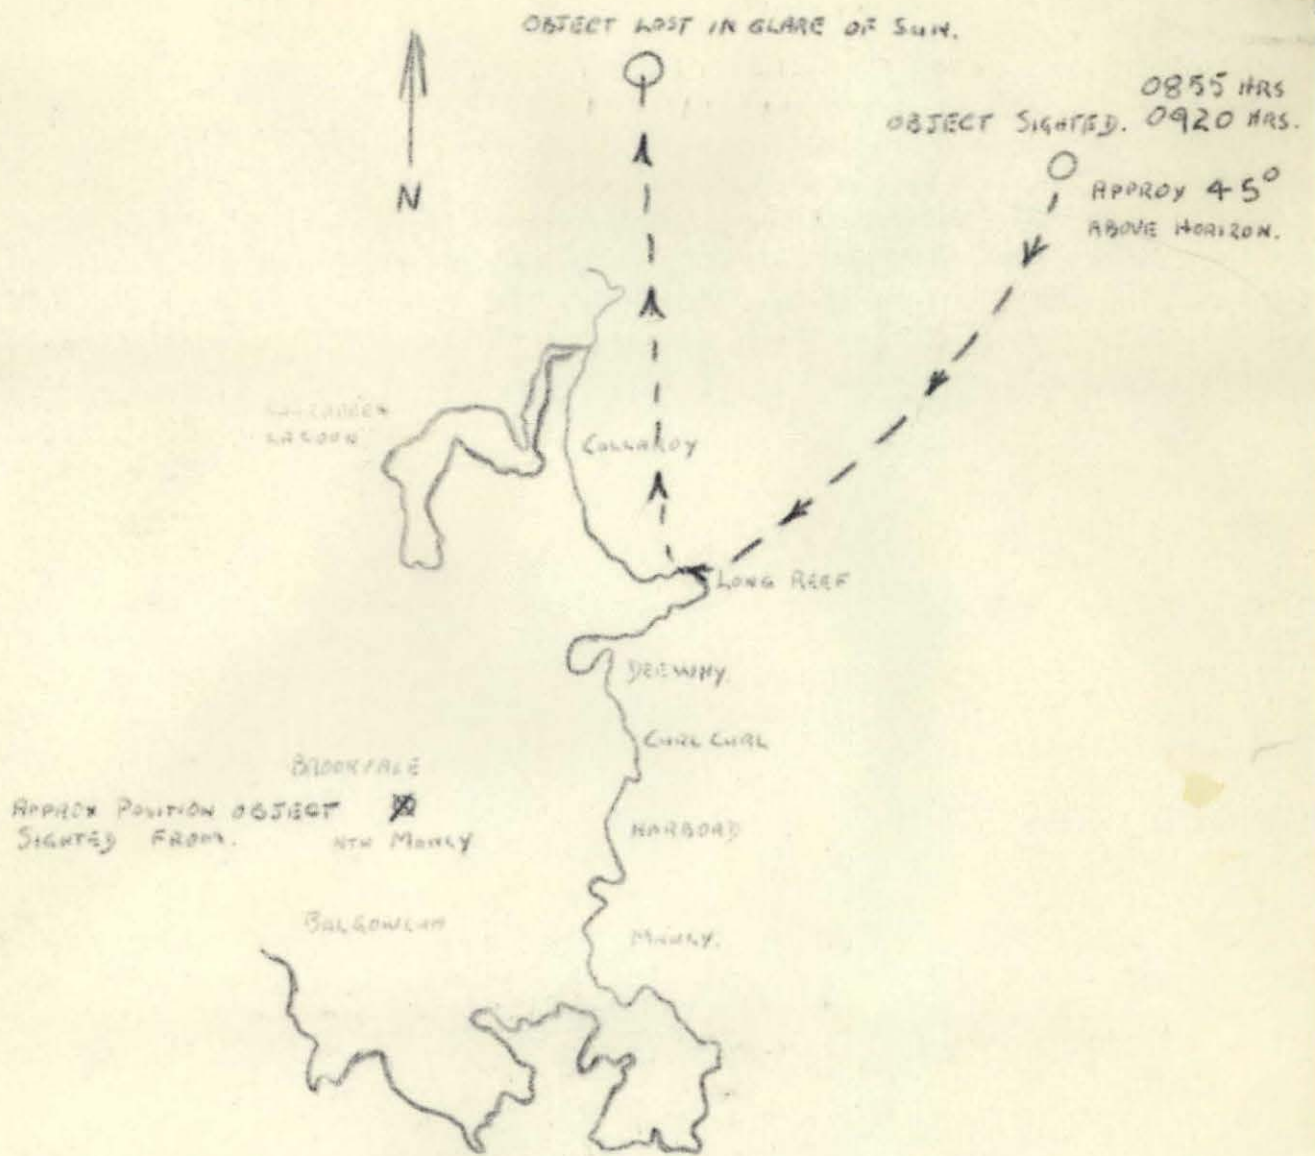 OBJECT LOST IN GLARE OF SUN.
0855 HRS
OBJECT SIGHTED. 0920 HRS.
APPROX 45°
ABOVE HORIZON.
N
LAGOON
COLLAROY
LONG REEF
DEEWHY.
CURL CURL
BROOKVALE
APPROX POSITION OBJECT
SIGHTED FROM.
NTH MANLY
HARBORD
BALGOWLAH
MANLY.